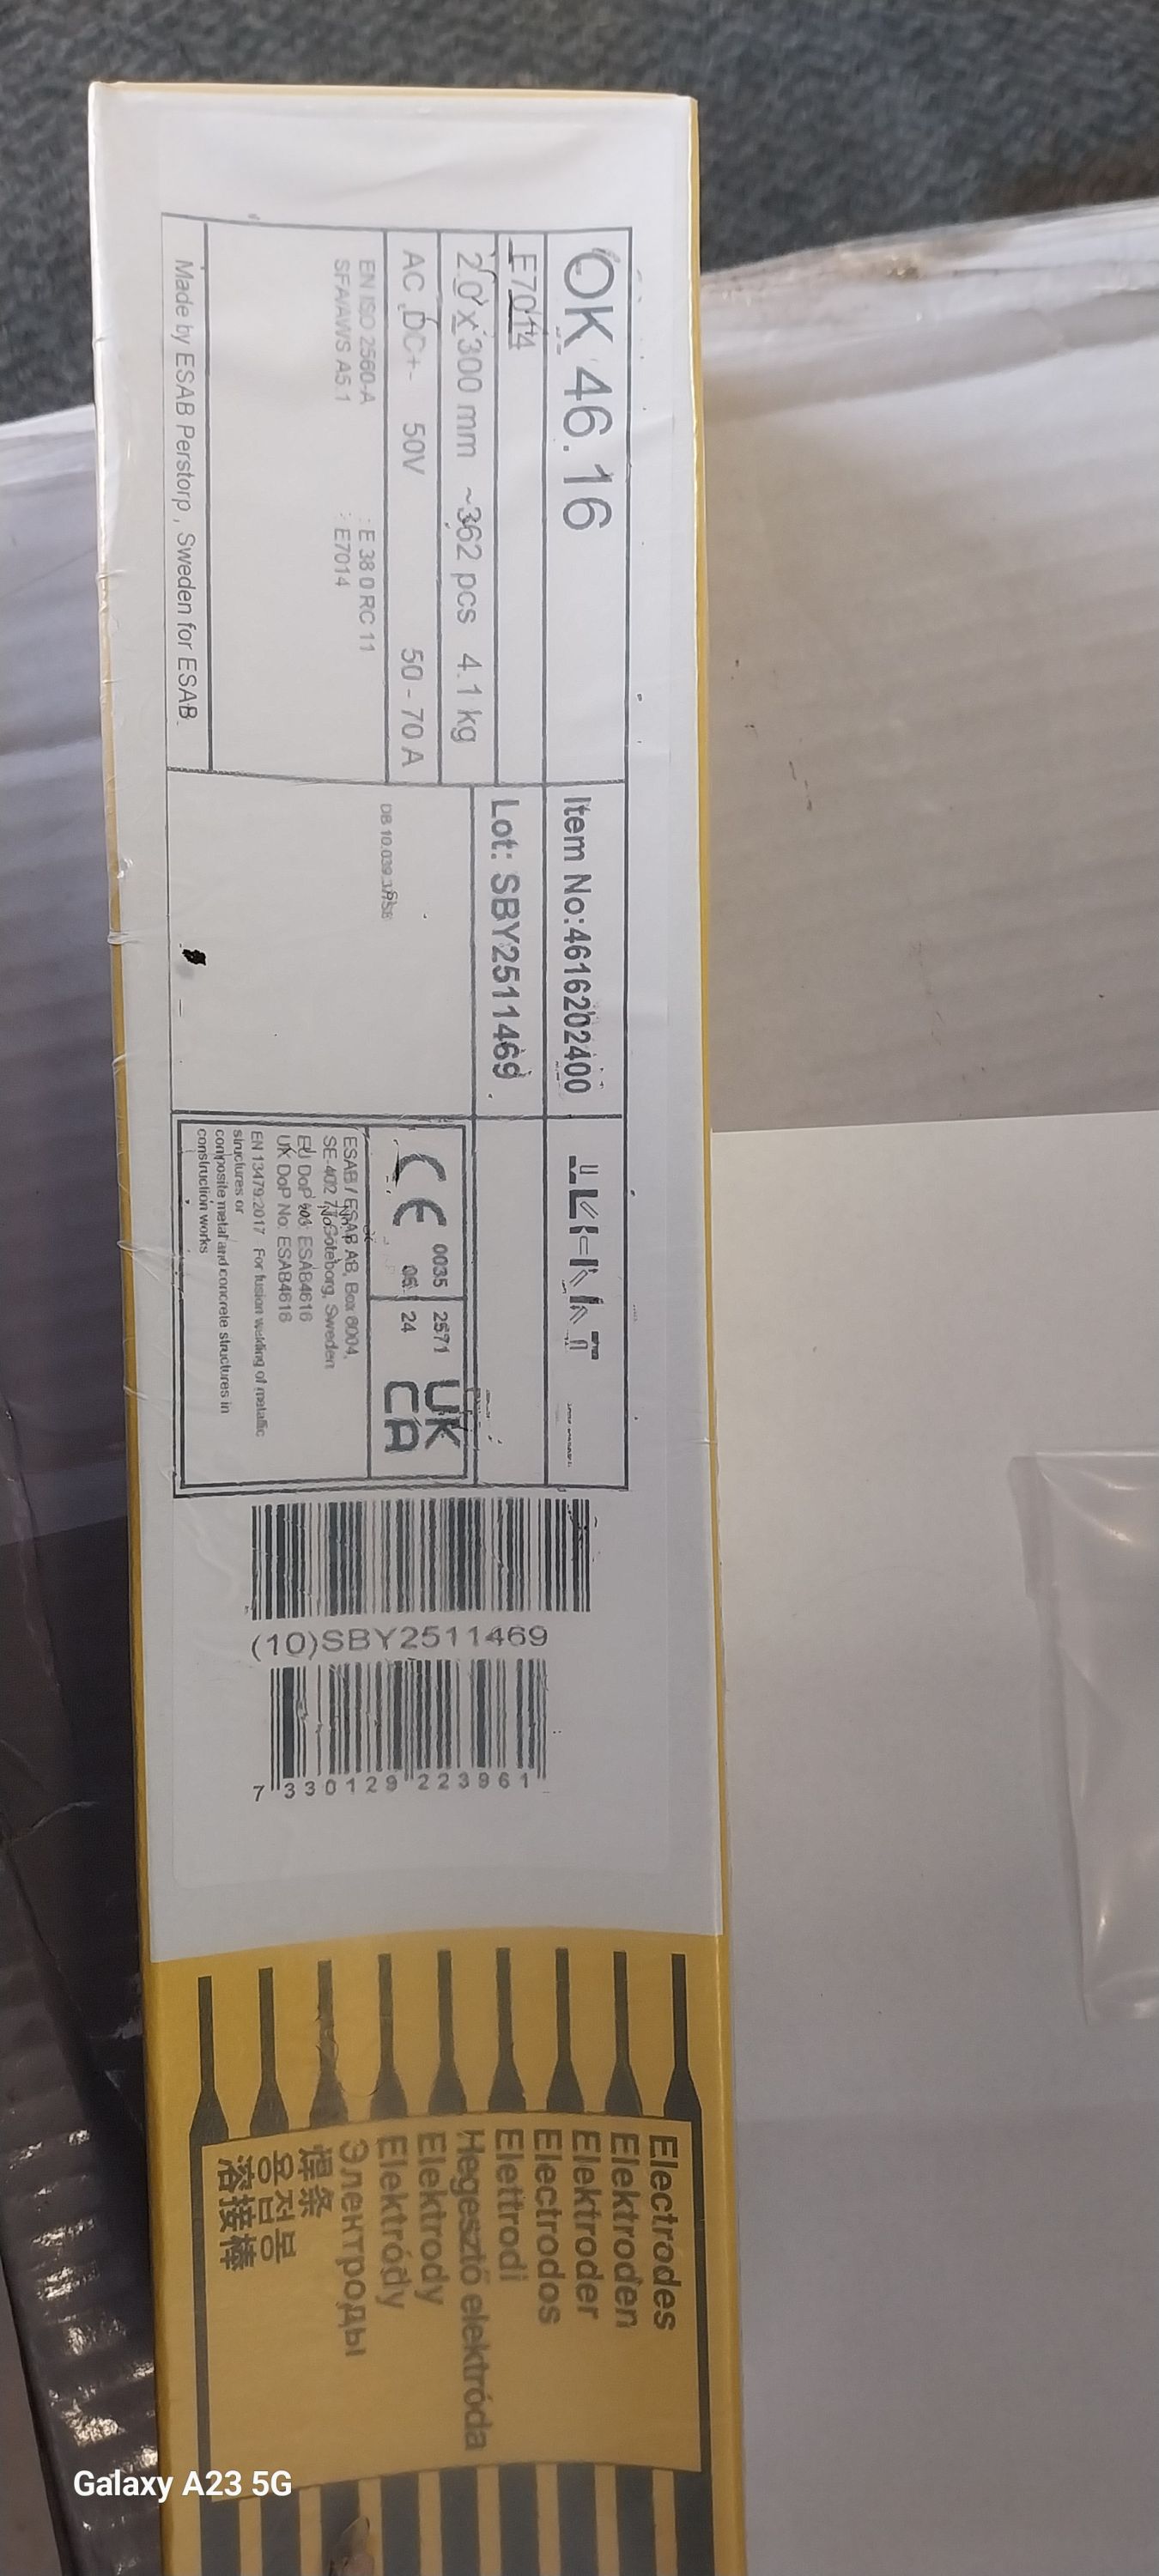 OK 46.16
E7014
2.0 x 300 mm ~362 pcs 4.1 kg
AC, DC+- 50V 50 - 70 A
EN ISO 2560-A : E 38 0 RC 11
SFA/AWS A5.1 : E7014
Made by ESAB Perstorp , Sweden for ESAB
Item No:4616202400
Lot: SBY2511469
CE 0035 2571 UK
06 24 CA
ESAB / ESAB AB, Box 8004,
SE-402 Göteborg, Sweden
EU DoP ESAB4616
UK DoP No: ESAB4616
EN 13479:2017 For fusion welding of metallic
structures or
composite metal and concrete structures in
construction works
(10)SBY2511469
7 330129 223961
Electrodes
Elektroden
Elektroder
Electrodos
Elettrodi
Hegesztő elektróda
Elektrody
Elektródy
Электроды
焊条
용접봉
溶接棒
Galaxy A23 5G